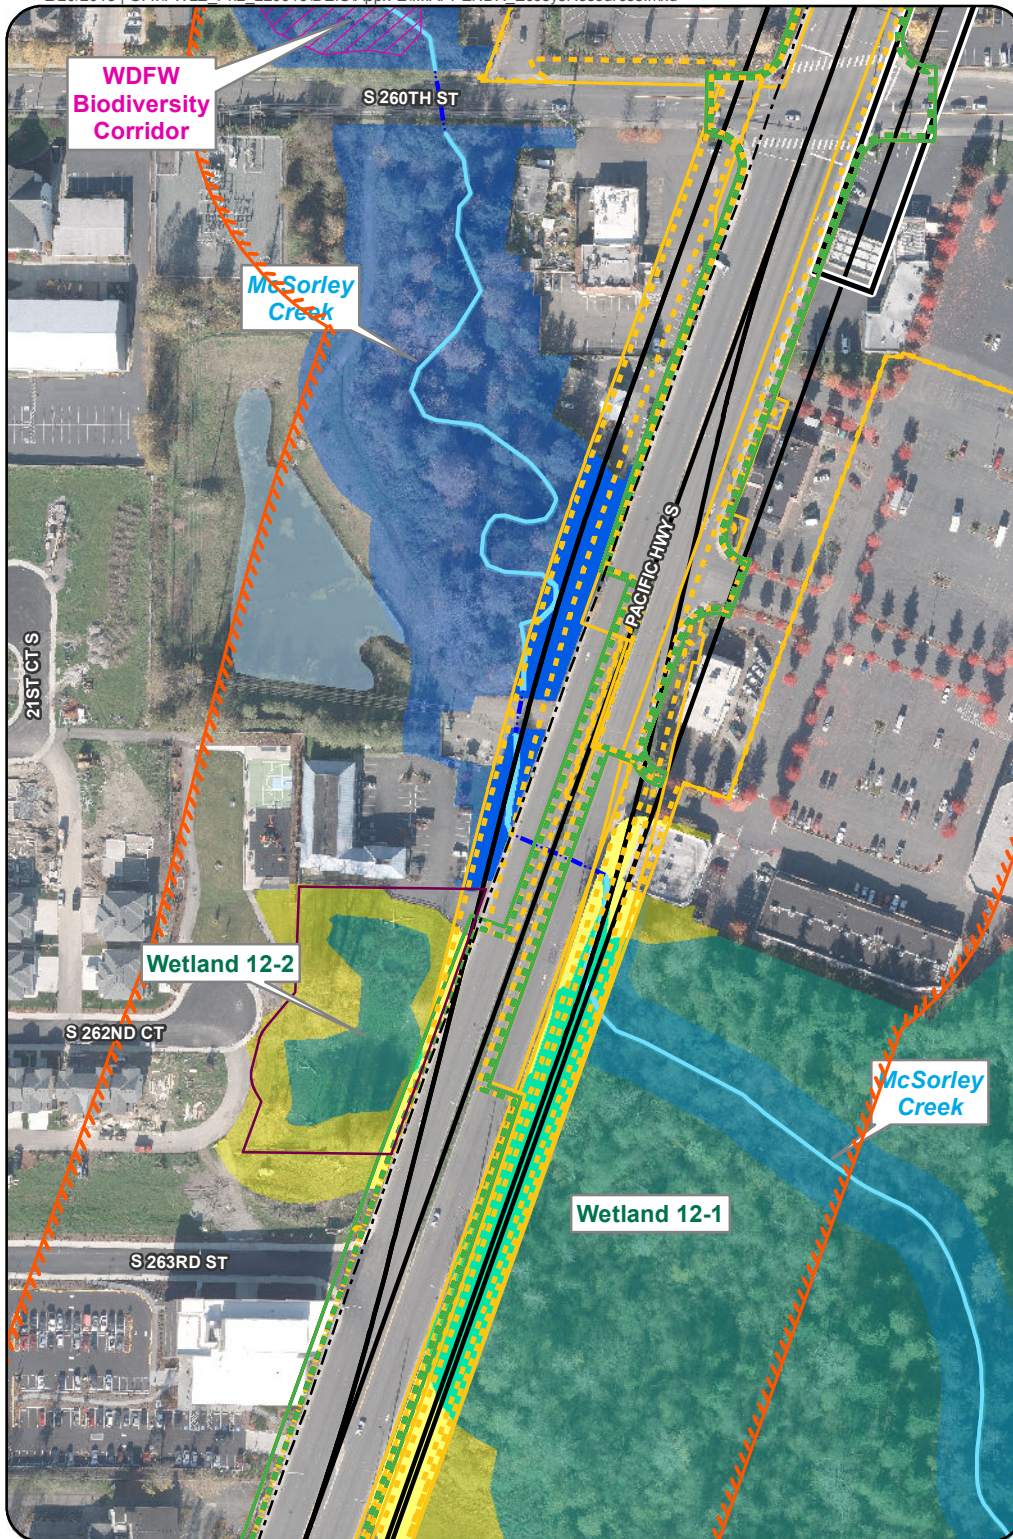 WDFW
Biodiversity
Corridor
S 260TH ST
McSorley
Creek
PACIFIC HWY S
21ST CT S
Wetland 12-2
S 262ND CT
McSorley
Creek
Wetland 12-1
S 263RD ST